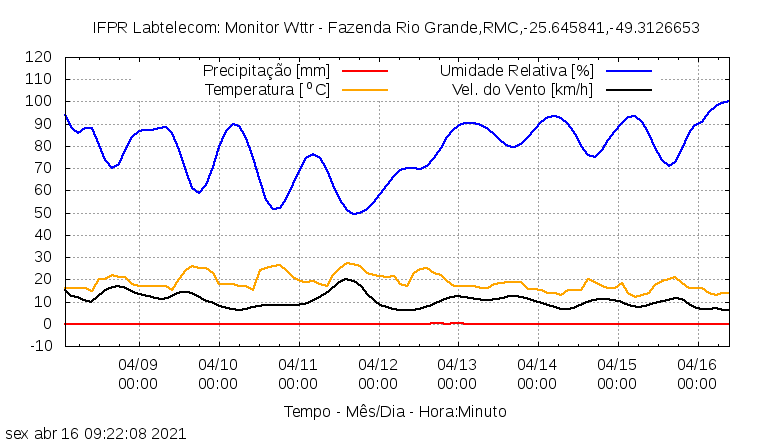 IFPR Labtelecom: Monitor Wttr - Fazenda Rio Grande,RMC,-25.645841,-49.3126653
Precipitação [mm] Umidade Relativa [%]
Temperatura [⁰C] Vel. do Vento [km/h]
120
110
100
90
80
70
60
50
40
30
20
10
0
-10
04/09 04/10 04/11 04/12 04/13 04/14 04/15 04/16
00:00 00:00 00:00 00:00 00:00 00:00 00:00 00:00
Tempo - Mês/Dia - Hora:Minuto
sex abr 16 09:22:08 2021